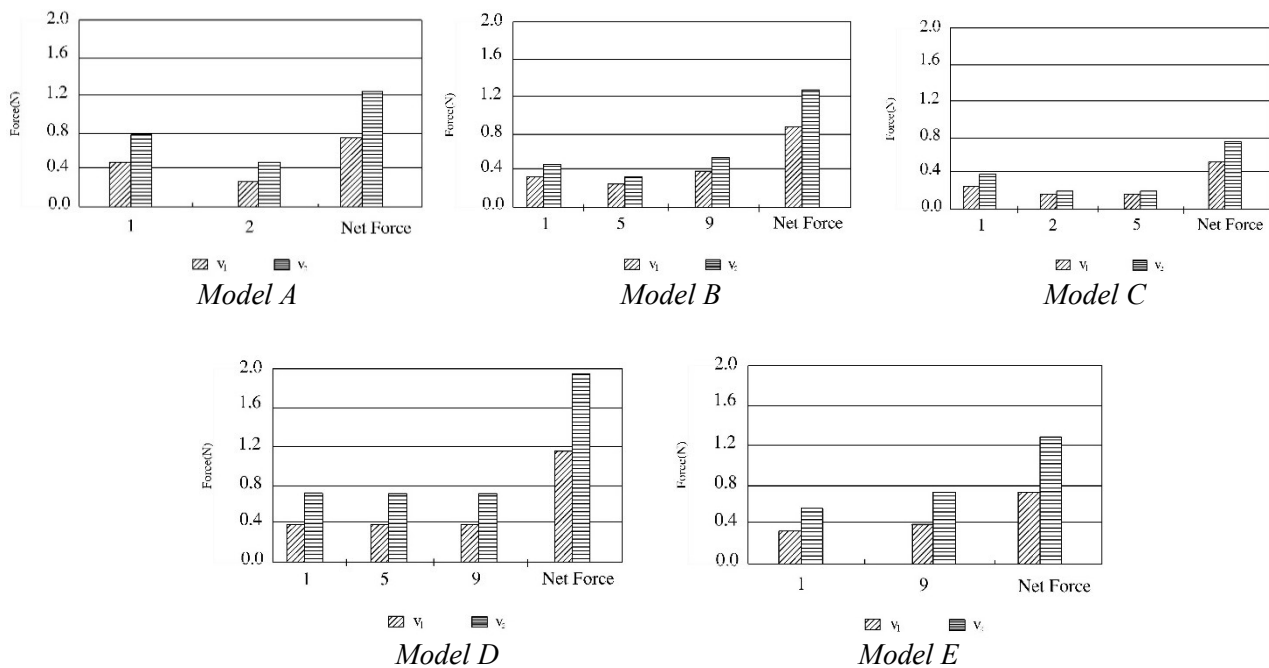 2.0
1.6
1.2
0.8
0.4
0.0
Force(N)
1 2 Net Force
v₁ v₂
Model A
2.0
1.6
1.2
0.8
0.4
0.0
Force(N)
1 5 9 Net Force
v₁ v₂
Model B
2.0
1.6
1.2
0.8
0.4
0.0
Force(N)
1 2 5 Net Force
v₁ v₂
Model C
2.0
1.6
1.2
0.8
0.4
0.0
Force(N)
1 5 9 Net Force
v₁ v₂
Model D
2.0
1.6
1.2
0.8
0.4
0.0
Force(N)
1 9 Net Force
v₁ v₂
Model E